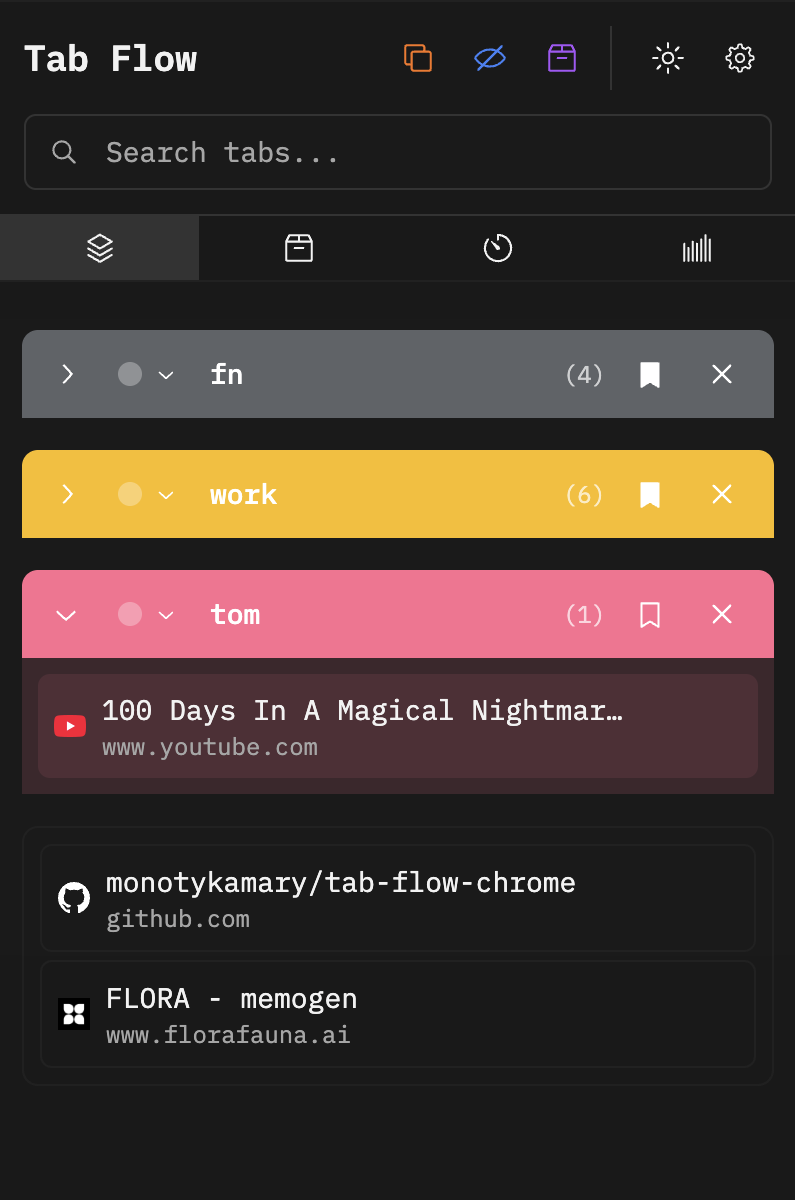 Tab Flow
Search tabs...
fn (4)
work (6)
tom (1)
100 Days In A Magical Nightmar…
www.youtube.com
monotykamary/tab-flow-chrome
github.com
FLORA - memogen
www.florafauna.ai